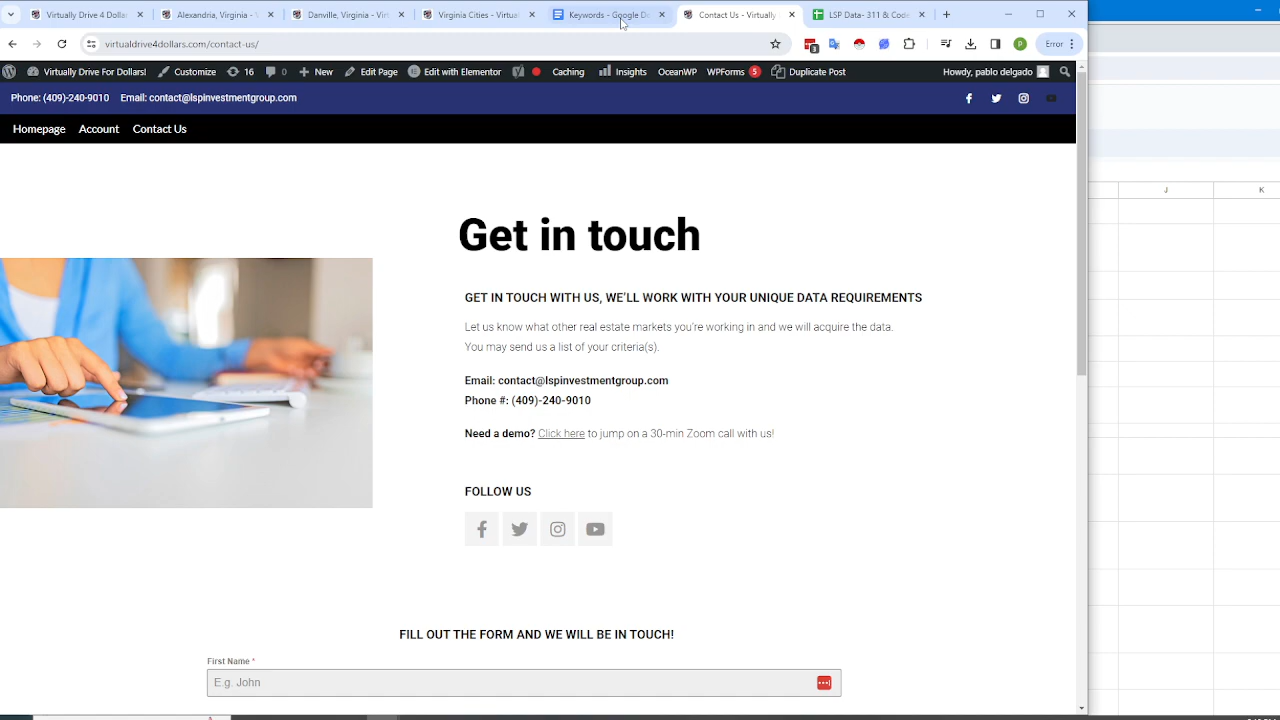 Virtually Drive 4 Dollar
Alexandria, Virginia - V
Danville, Virginia - Virt
Virginia Cities - Virtual
Keywords - Google Do
Contact Us - Virtually
LSP Data- 311 & Code
virtualdrive4dollars.com/contact-us/
3
p
Error
Virtually Drive For Dollars!
Customize
16
0
New
Edit Page
Edit with Elementor
Caching
Insights
OceanWP
WPForms 5
Duplicate Post
Howdy, pablo delgado
Phone: (409)-240-9010 Email: contact@lspinvestmentgroup.com
Homepage Account Contact Us
J K
Get in touch
GET IN TOUCH WITH US, WE'LL WORK WITH YOUR UNIQUE DATA REQUIREMENTS
Let us know what other real estate markets you're working in and we will acquire the data.
You may send us a list of your criteria(s).
Email: contact@lspinvestmentgroup.com
Phone #: (409)-240-9010
Need a demo? Click here to jump on a 30-min Zoom call with us!
FOLLOW US
FILL OUT THE FORM AND WE WILL BE IN TOUCH!
First Name *
E.g. John